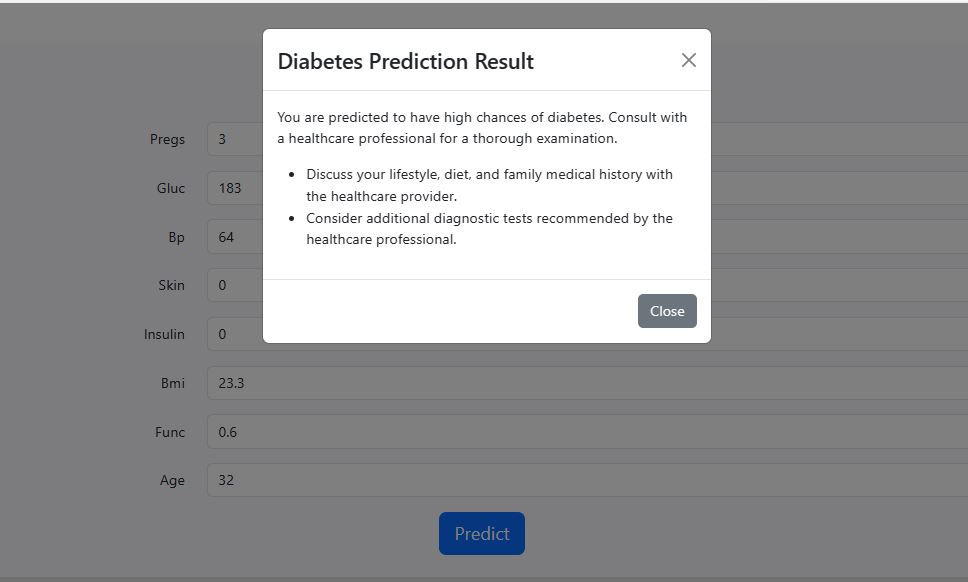 Diabetes Prediction Result
You are predicted to have high chances of diabetes. Consult with
a healthcare professional for a thorough examination.
Discuss your lifestyle, diet, and family medical history with
the healthcare provider.
Consider additional diagnostic tests recommended by the
healthcare professional.
Close
Pregs 3
Gluc 183
Bp 64
Skin 0
Insulin 0
Bmi 23.3
Func 0.6
Age 32
Predict